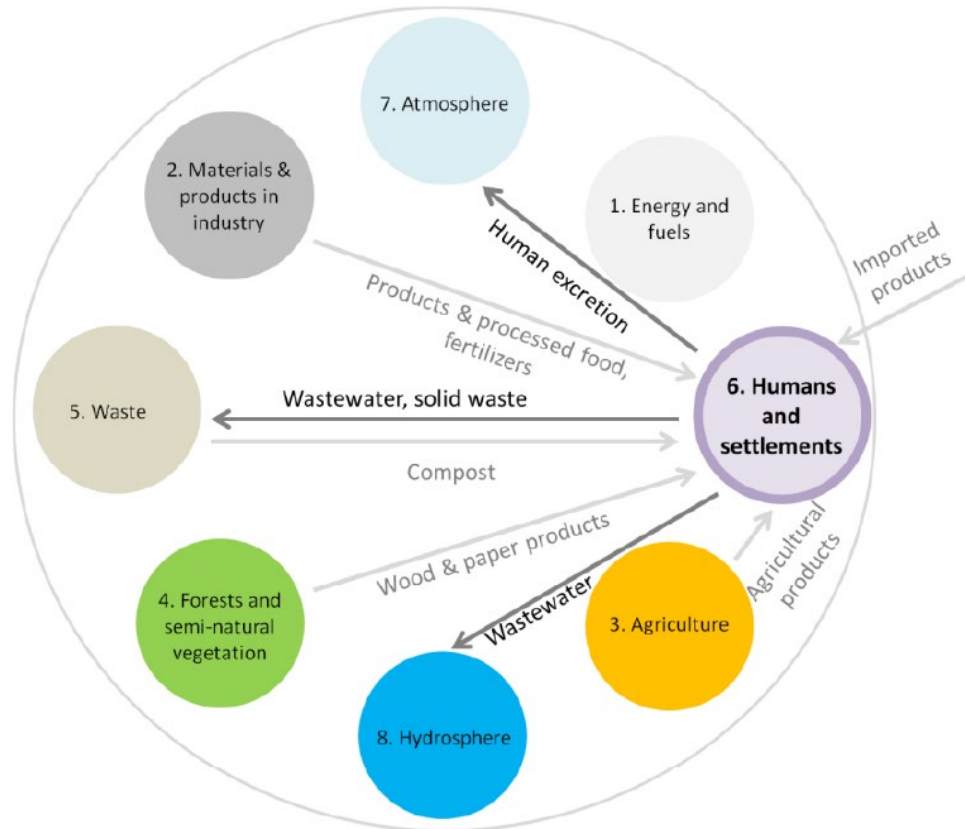 7. Atmosphere
2. Materials &
products in
industry
1. Energy and
fuels
Human excretion
Imported
products
Products & processed food,
fertilizers
6. Humans
and
settlements
5. Waste
Wastewater, solid waste
Compost
Wood & paper products
Agricultural
products
4. Forests and
semi-natural
vegetation
Wastewater
3. Agriculture
8. Hydrosphere